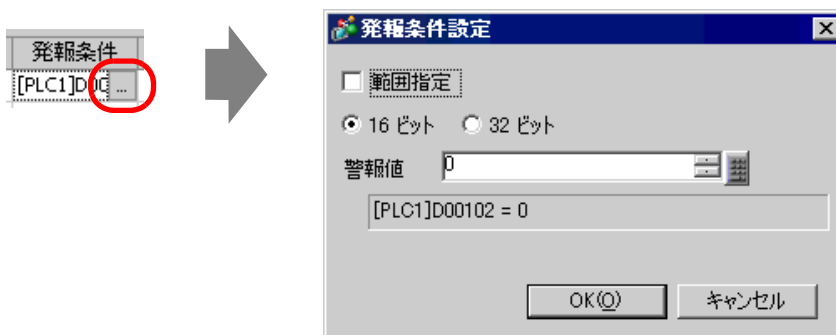 発報条件
[PLC1]D00 ...
発報条件設定
範囲指定
16 ビット 32 ビット
警報値 0
[PLC1]D00102 = 0
OK(O) キャンセル